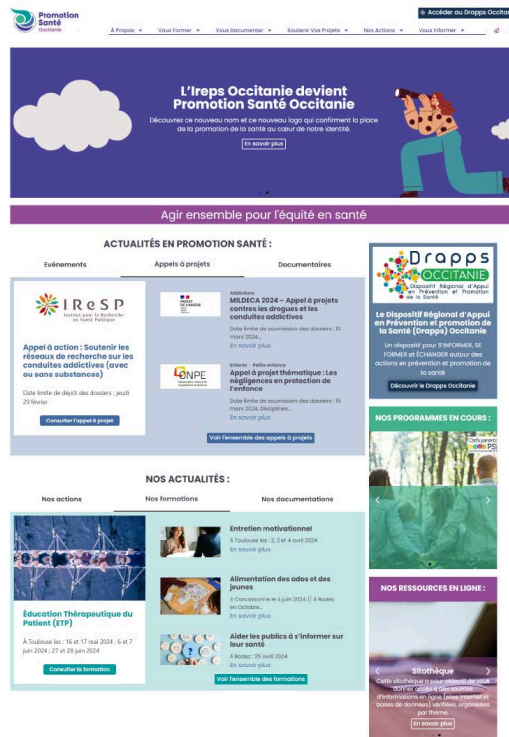 Promotion
Santé
Occitanie
Accéder au Drapps Occitan
À Propos
Vous Former
Vous Documenter
Soutenir Vos Projets
Nos Actions
Vous Informer
L'Ireps Occitanie devient
Promotion Santé Occitanie
Découvrez ce nouveau nom et ce nouveau logo qui confirment la place
de la promotion de la santé au cœur de notre identité.
En savoir plus
Agir ensemble pour l'équité en santé
ACTUALITÉS EN PROMOTION SANTÉ :
Evénements
Appels à projets
Documentaires
IReSP
Institut pour la Recherche
en Santé Publique
Appel à action : Soutenir les
réseaux de recherche sur les
conduites addictives (avec
ou sans substances)
Date limite de dépôt des dossiers : jeudi
29 février
Consulter l'appel à projet
PRÉFET
DE L'ARIÈGE
Addictions
MILDECA 2024 – Appel à projets
contres les drogues et les
conduites addictives
Date limite de soumission des dossiers : 10
mars 2024...
En savoir plus
ONPE
Enfants - Petite enfance
Appel à projet thématique : Les
négligences en protection de
l'enfance
Date limite de soumission des dossiers : 15
mars 2024. Disciplines...
En savoir plus
Voir l'ensemble des appels à projets
Drapps
OCCITANIE
Dispositif Régional d'Appui
en Prévention et Promotion
de la Santé
Le Dispositif Régional d'Appui
en Prévention et promotion de
la Santé (Drapps) Occitanie
Un dispositif pour S'INFORMER, SE
FORMER et ÉCHANGER autour des
actions en prévention et promotion de
la santé
Découvrir le Drapps Occitanie
NOS PROGRAMMES EN COURS :
NOS ACTUALITÉS :
Nos actions
Nos formations
Nos documentations
Éducation Thérapeutique du
Patient (ETP)
À Toulouse les : 16 et 17 mai 2024 ; 6 et 7
juin 2024 ; 27 et 28 juin 2024
Consulter la formation
Entretien motivationnel
À Toulouse les : 2, 3 et 4 avril 2024
En savoir plus
Alimentation des ados et des
jeunes
À Carcassonne le 4 juin 2024 // À Rodez
en Octobre...
En savoir plus
Aider les publics à s'informer sur
leur santé
À Rodez : 25 avril 2024
En savoir plus
Voir l'ensemble des formations
NOS RESSOURCES EN LIGNE :
Sitothèque
Cette sitothèque a pour objectif de vous
donner accès à des sources
d'informations en ligne (sites internet et
bases de données) vérifiées, organisées
par thème.
En savoir plus